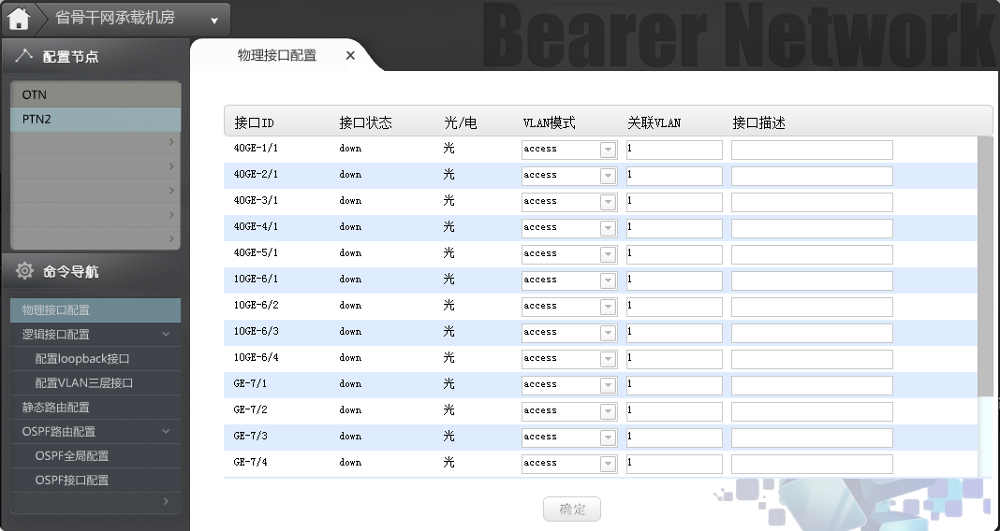 省骨干网承载机房
Bearer Network
配置节点
OTN
PTN2
命令导航
物理接口配置
逻辑接口配置
配置loopback接口
配置VLAN三层接口
静态路由配置
OSPF路由配置
OSPF全局配置
OSPF接口配置
物理接口配置 ×
接口ID 接口状态 光/电 VLAN模式 关联VLAN 接口描述
40GE-1/1 down 光 access 1
40GE-2/1 down 光 access 1
40GE-3/1 down 光 access 1
40GE-4/1 down 光 access 1
40GE-5/1 down 光 access 1
10GE-6/1 down 光 access 1
10GE-6/2 down 光 access 1
10GE-6/3 down 光 access 1
10GE-6/4 down 光 access 1
GE-7/1 down 光 access 1
GE-7/2 down 光 access 1
GE-7/3 down 光 access 1
GE-7/4 down 光 access 1
确定